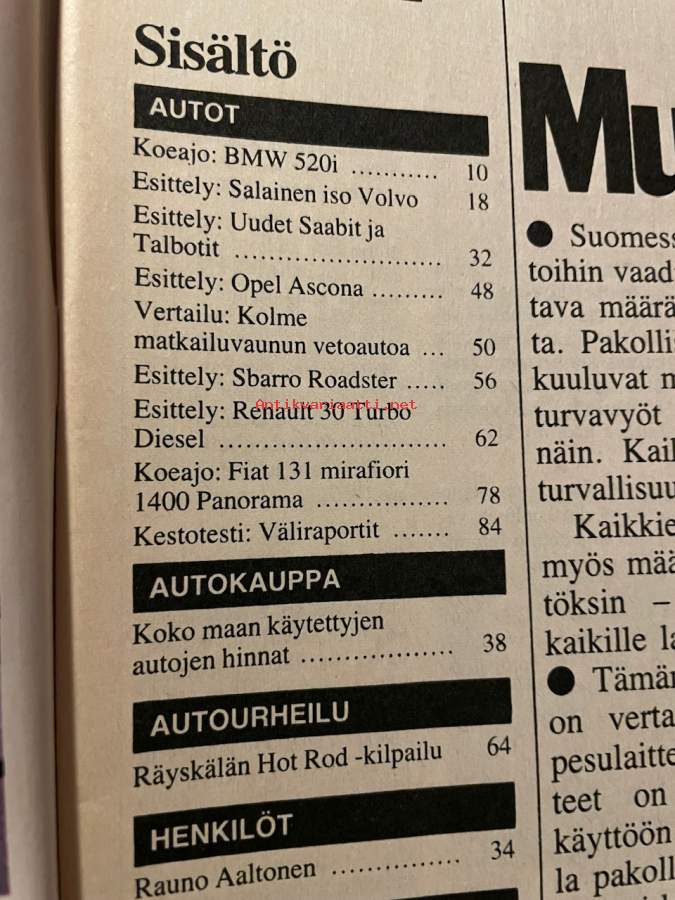 Sisältö
AUTOT
Koejo: BMW 520i ........... 10
Esittely: Salainen iso Volvo 18
Esittely: Uudet Saabit ja
Talbotit .......................... 32
Esittely: Opel Ascona ......... 48
Vertailu: Kolme
matkailuvaunun vetoautoa ... 50
Esittely: Sbarro Roadster ..... 56
Antikvariaatti.net
Esittely: Renault 30 Turbo
Diesel ............................ 62
Koeajo: Fiat 131 mirafiori
1400 Panorama ................ 78
Kestotesti: Väliraportit ....... 84
AUTOKAUPPA
Koko maan käytettyjen
autojen hinnat ................... 38
AUTOURHEILU
Räyskälän Hot Rod -kilpailu 64
HENKILÖT
Rauno Aaltonen ................ 34
Mu
● Suomess
toihin vaad
tava määrä
ta. Pakollis
kuuluvat m
turvavyöt
näin. Kaik
turvallisuu
Kaikkie
myös mää
töksin –
kaikille la
● Tämän
on verta
pesulaitte
teet on
käyttöön
la pakoll